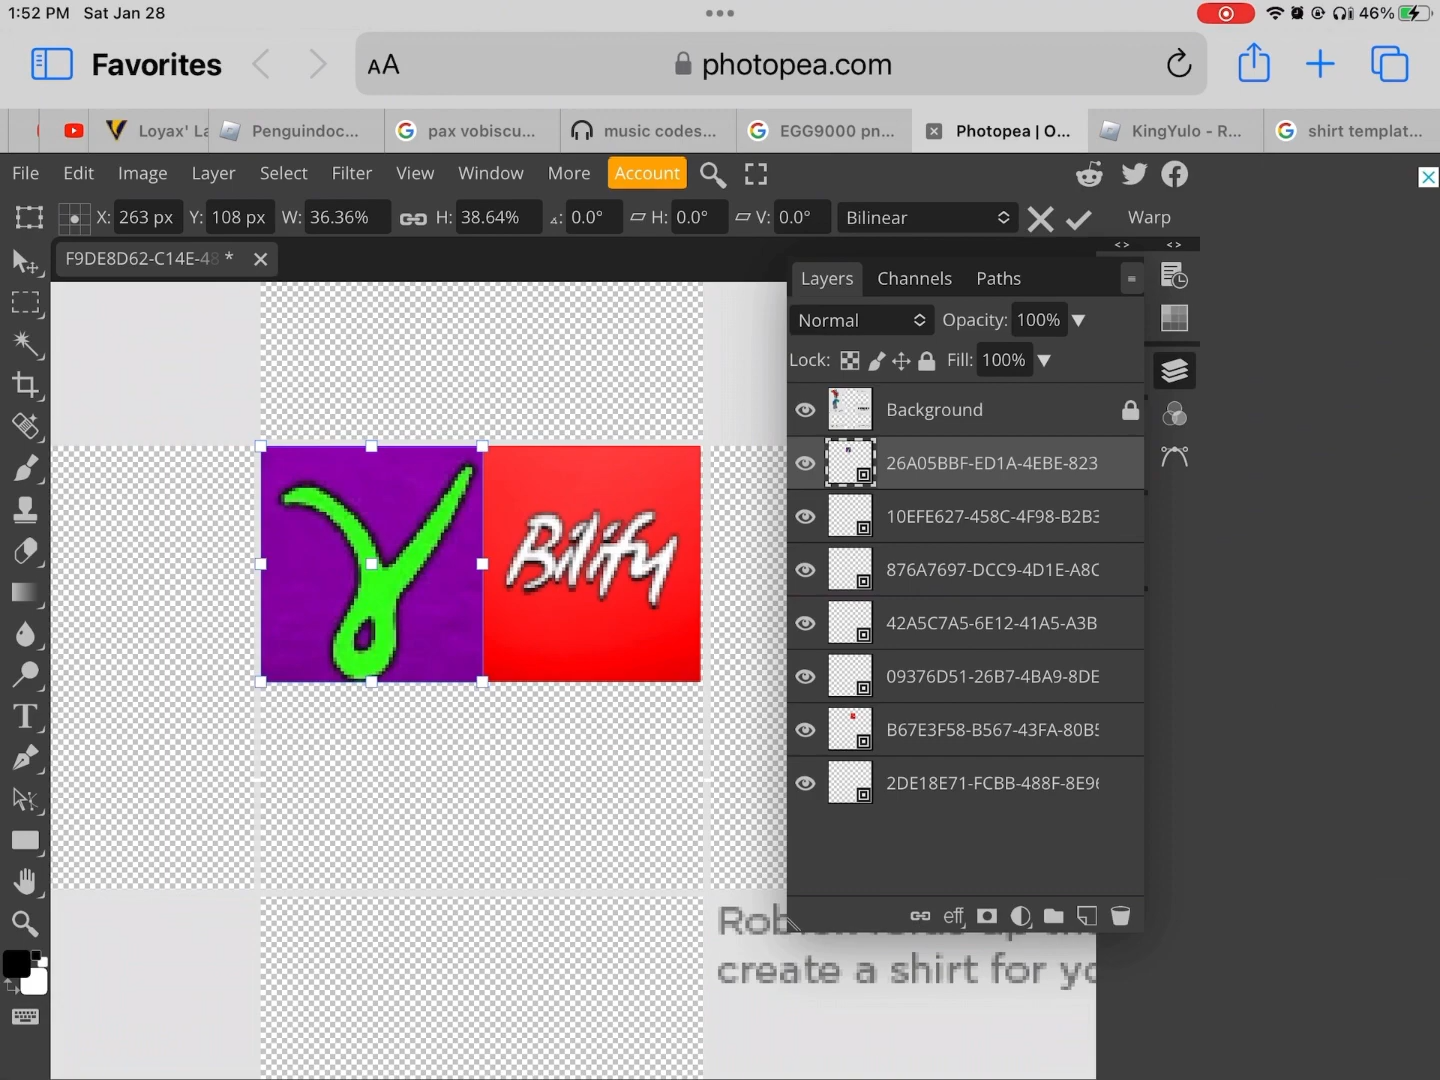 1:52 PM Sat Jan 28
46%
Favorites
AA
photopea.com
Loyax' La
Penguindoc...
pax vobiscu...
music codes...
EGG9000 pn...
Photopea | O...
KingYulo - R...
shirt templat...
File Edit Image Layer Select Filter View Window More Account
X: 263 px Y: 108 px W: 36.36% H: 38.64% 0.0° H: 0.0° V: 0.0° Bilinear Warp
F9DE8D62-C14E-48 *
Layers Channels Paths
Normal Opacity: 100%
Lock: Fill: 100%
Background
26A05BBF-ED1A-4EBE-823
10EFE627-458C-4F98-B2B3
876A7697-DCC9-4D1E-A8C
42A5C7A5-6E12-41A5-A3B
09376D51-26B7-4BA9-8DE
B67E3F58-B567-43FA-80B5
2DE18E71-FCBB-488F-8E96
eff
Bilify
create a shirt for yo